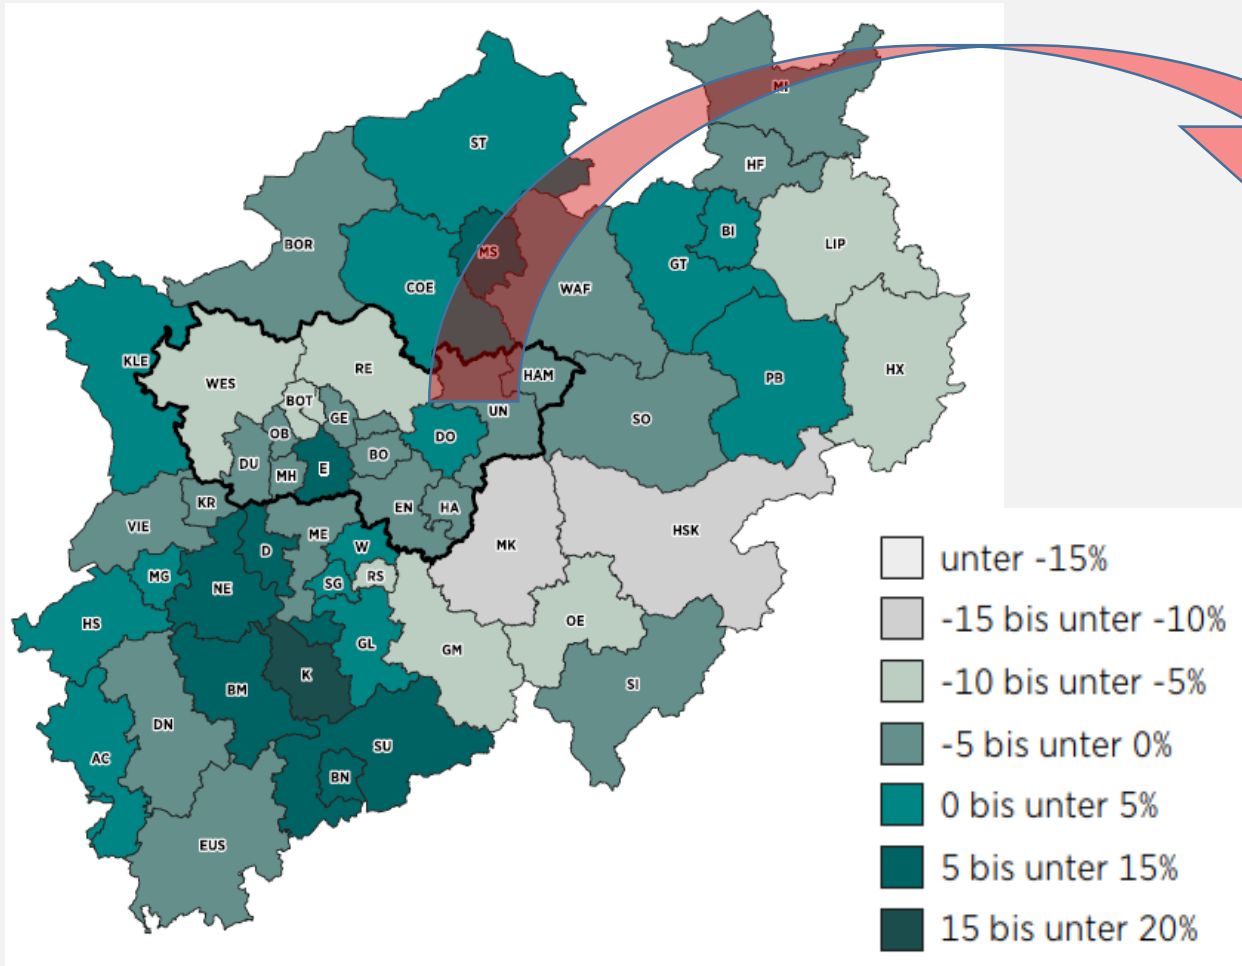 MI
ST
HF
BI
BOR
MS
LIP
GT
COE
WAF
KLE
RE
HAM
WES
PB
HX
BOT
UN
GE
SO
OB
DO
DU
E
BO
MH
KR
EN
HA
VIE
ME
HSK
D
W
MK
MG
RS
SG
NE
OE
HS
GL
GM
K
SI
BM
DN
SU
AC
BN
EUS
unter -15%
-15 bis unter -10%
-10 bis unter -5%
-5 bis unter 0%
0 bis unter 5%
5 bis unter 15%
15 bis unter 20%